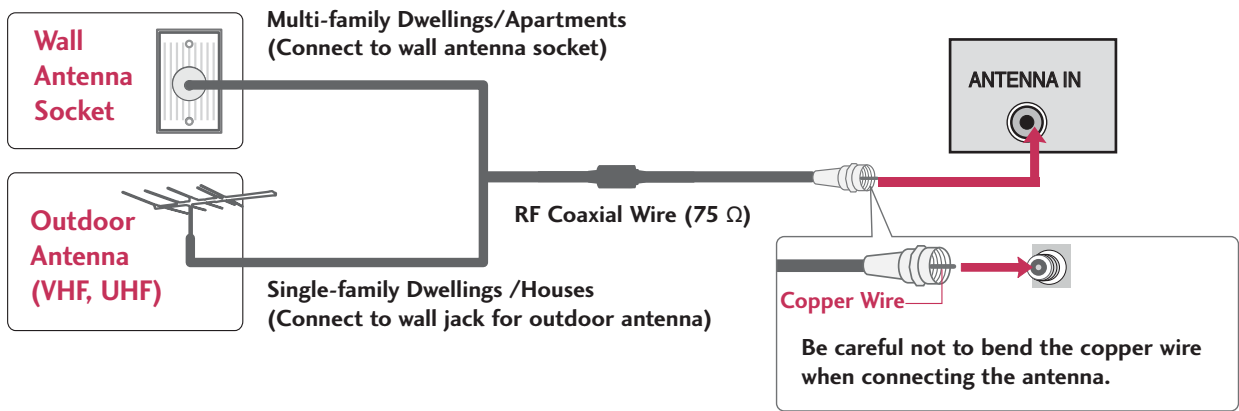 Wall
Antenna
Socket
Multi-family Dwellings/Apartments
(Connect to wall antenna socket)
ANTENNA IN
Outdoor
Antenna
(VHF, UHF)
RF Coaxial Wire (75 Ω)
Single-family Dwellings /Houses
(Connect to wall jack for outdoor antenna)
Copper Wire
Be careful not to bend the copper wire
when connecting the antenna.